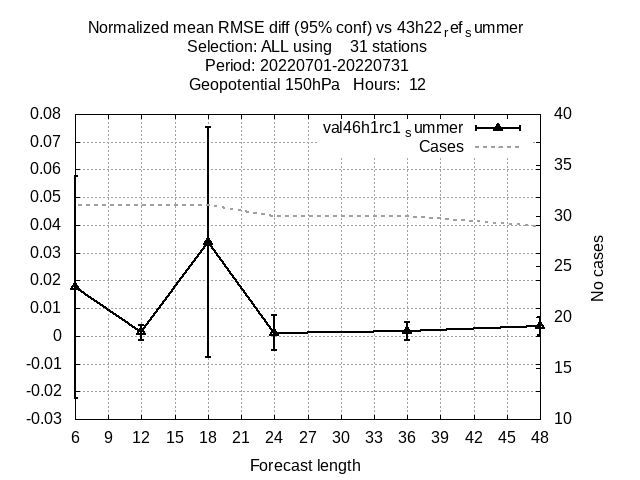 Normalized mean RMSE diff (95% conf) vs 43h22refsummer
Selection: ALL using    31 stations
Period: 20220701-20220731
Geopotential 150hPa   Hours:  12
val46h1rc1summer
Cases
0.08
0.07
0.06
0.05
0.04
0.03
0.02
0.01
0
-0.01
-0.02
-0.03
40
35
30
25
20
15
10
No cases
6 9 12 15 18 21 24 27 30 33 36 39 42 45 48
Forecast length